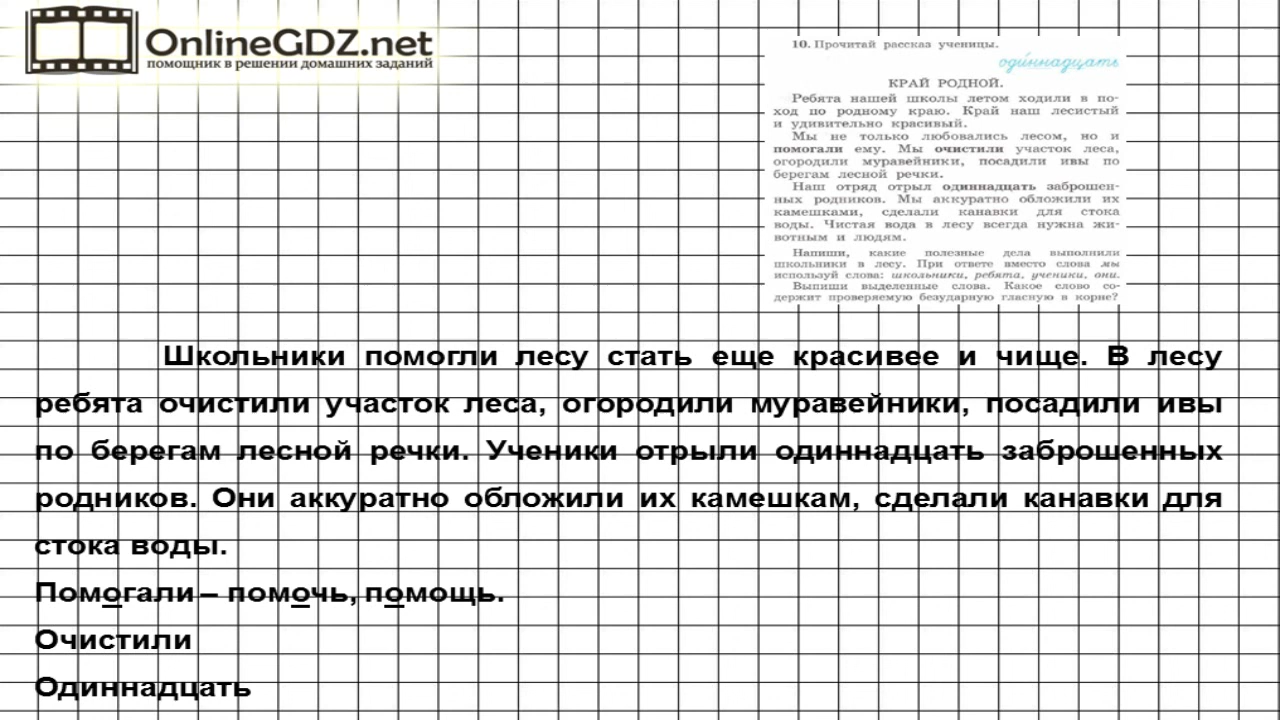 OnlineGDZ.net
помощник в решении домашних заданий
10. Прочитай рассказ ученицы.
одиннадцать
КРАЙ РОДНОЙ.
Ребята нашей школы летом ходили в по-
ход по родному краю. Край наш лесистый
и удивительно красивый.
Мы не только любовались лесом, но и
помогали ему. Мы очистили участок леса,
огородили муравейники, посадили ивы по
берегам лесной речки.
Наш отряд отрыл одиннадцать заброшен-
ных родников. Мы аккуратно обложили их
камешками, сделали канавки для стока
воды. Чистая вода в лесу всегда нужна жи-
вотным и людям.
Напиши, какие полезные дела выполнили
школьники в лесу. При ответе вместо слова мы
используй слова: школьники, ребята, ученики, они.
Выпиши выделенные слова. Какое слово со-
держит проверяемую безударную гласную в корне?
Школьники помогли лесу стать еще красивее и чище. В лесу
ребята очистили участок леса, огородили муравейники, посадили ивы
по берегам лесной речки. Ученики отрыли одиннадцать заброшенных
родников. Они аккуратно обложили их камешкам, сделали канавки для
стока воды.
Помогали – помочь, помощь.
Очистили
Одиннадцать